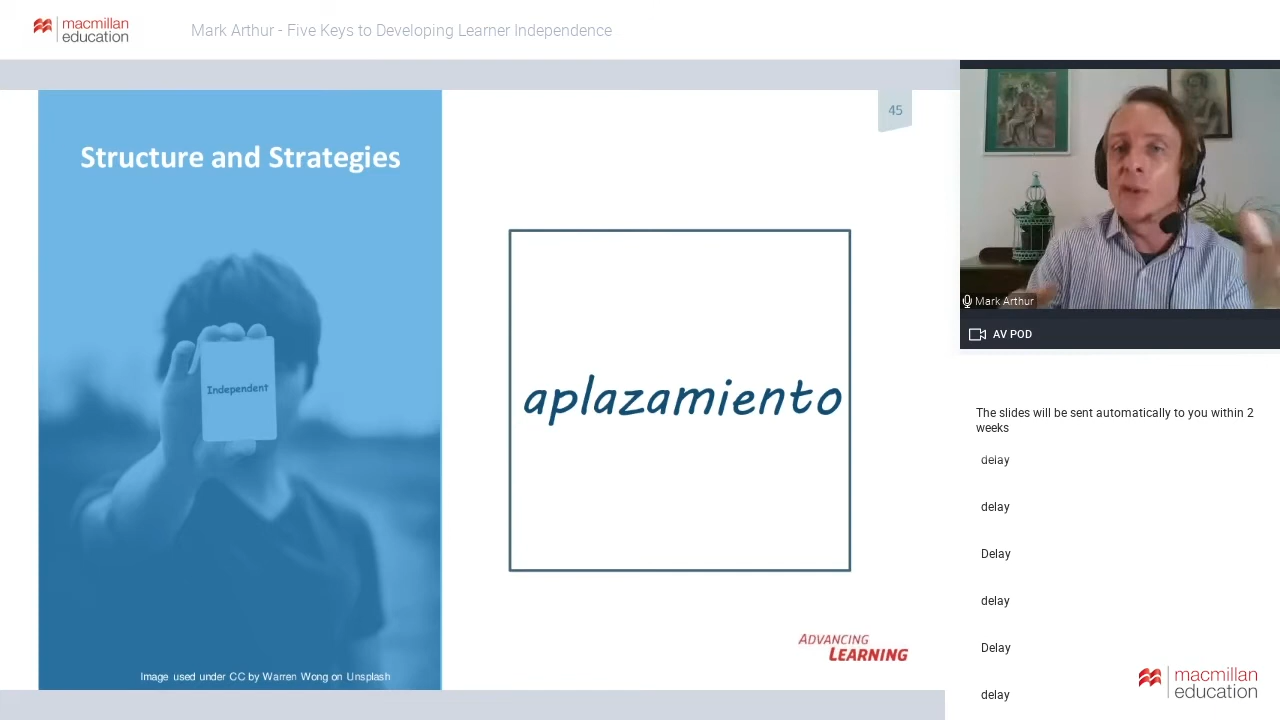 macmillan
education
Mark Arthur - Five Keys to Developing Learner Independence
45
Structure and Strategies
Independent
aplazamiento
ADVANCING
LEARNING
Image used under CC by Warren Wong on Unsplash
Mark Arthur
AV POD
The slides will be sent automatically to you within 2
weeks
delay
delay
Delay
delay
Delay
delay
macmillan
education